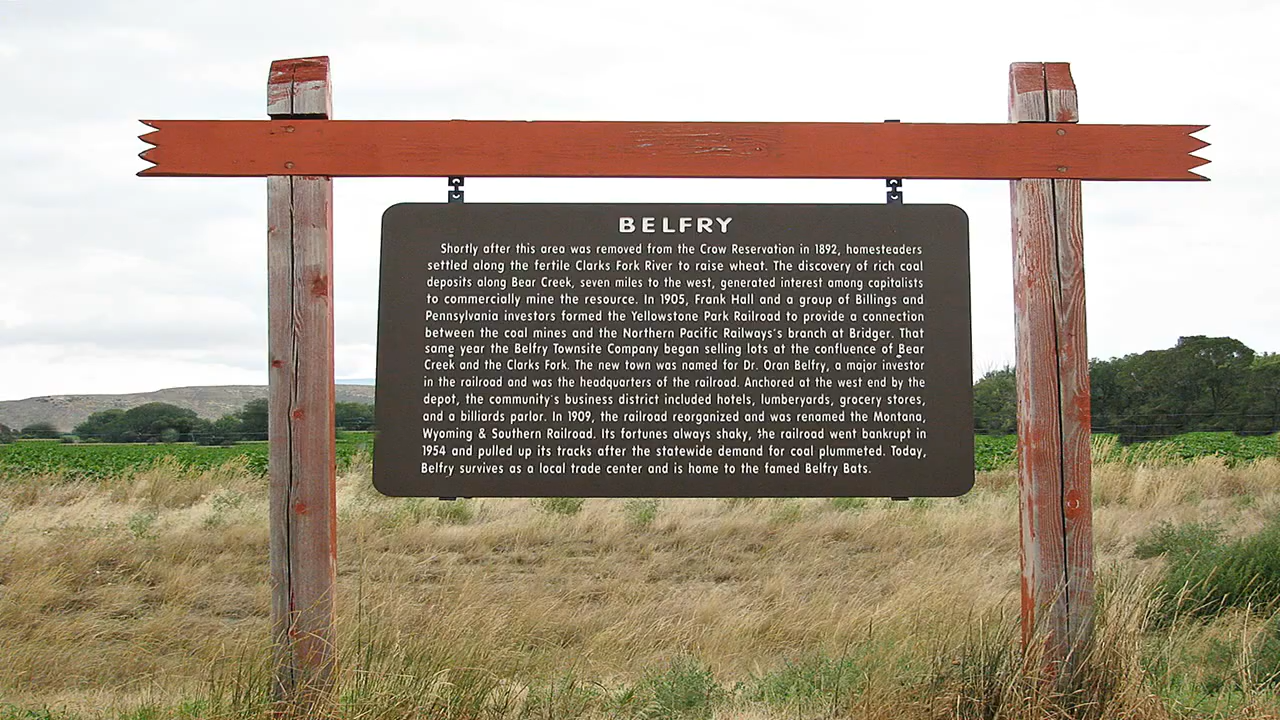 BELFRY
Shortly after this area was removed from the Crow Reservation in 1892, homesteaders
settled along the fertile Clarks Fork River to raise wheat. The discovery of rich coal
deposits along Bear Creek, seven miles to the west, generated interest among capitalists
to commercially mine the resource. In 1905, Frank Hall and a group of Billings and
Pennsylvania investors formed the Yellowstone Park Railroad to provide a connection
between the coal mines and the Northern Pacific Railways's branch at Bridger. That
same year the Belfry Townsite Company began selling lots at the confluence of Bear
Creek and the Clarks Fork. The new town was named for Dr. Oran Belfry, a major investor
in the railroad and was the headquarters of the railroad. Anchored at the west end by the
depot, the community's business district included hotels, lumberyards, grocery stores,
and a billiards parlor. In 1909, the railroad reorganized and was renamed the Montana,
Wyoming & Southern Railroad. Its fortunes always shaky, the railroad went bankrupt in
1954 and pulled up its tracks after the statewide demand for coal plummeted. Today,
Belfry survives as a local trade center and is home to the famed Belfry Bats.